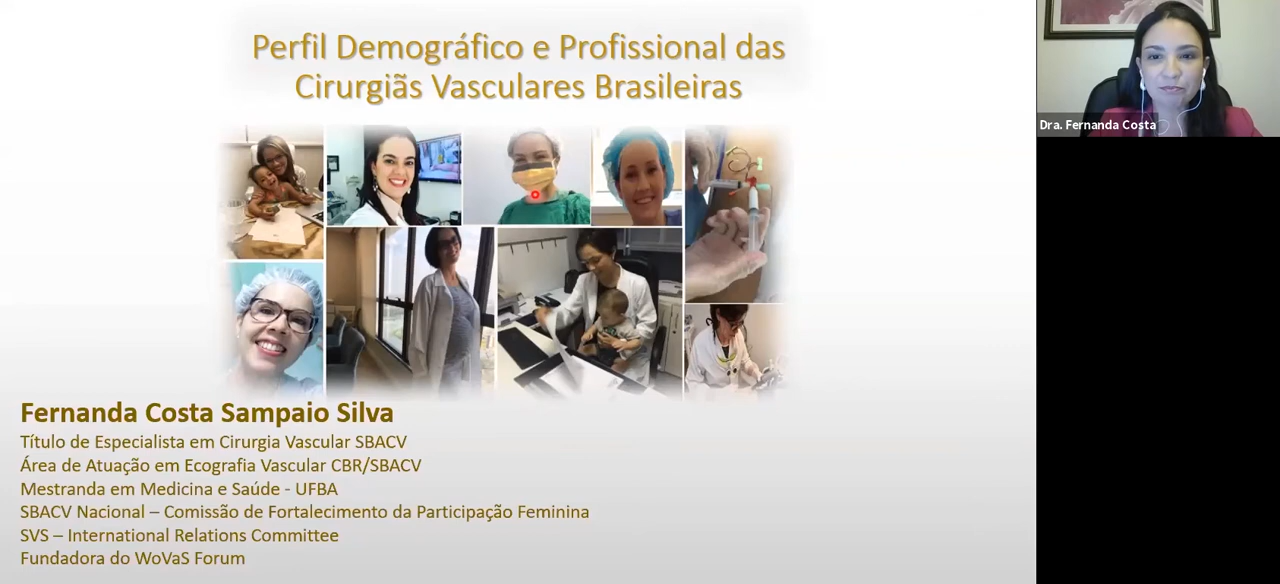 Perfil Demográfico e Profissional das
Cirurgiãs Vasculares Brasileiras
Dra. Fernanda Costa
Fernanda Costa Sampaio Silva
Título de Especialista em Cirurgia Vascular SBACV
Área de Atuação em Ecografia Vascular CBR/SBACV
Mestranda em Medicina e Saúde - UFBA
SBACV Nacional – Comissão de Fortalecimento da Participação Feminina
SVS – International Relations Committee
Fundadora do WoVaS Forum